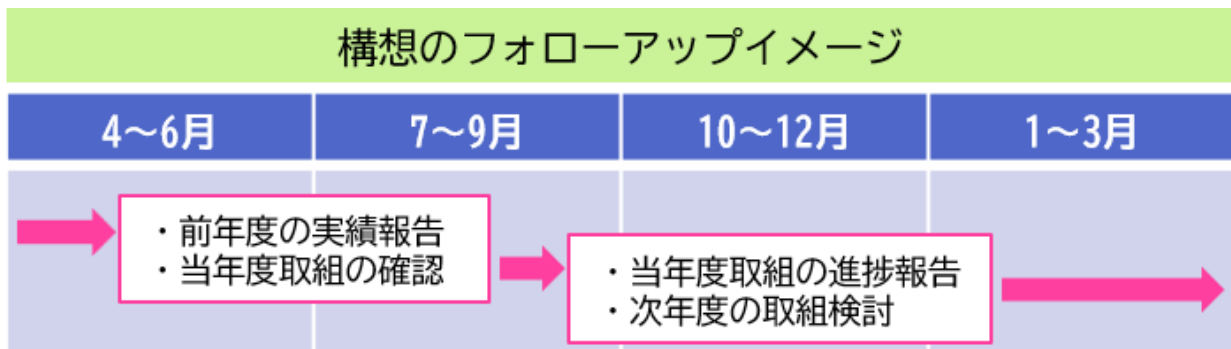 構想のフォローアップイメージ
4～6月
7～9月
10～12月
1～3月
・前年度の実績報告
・当年度取組の確認
・当年度取組の進捗報告
・次年度の取組検討